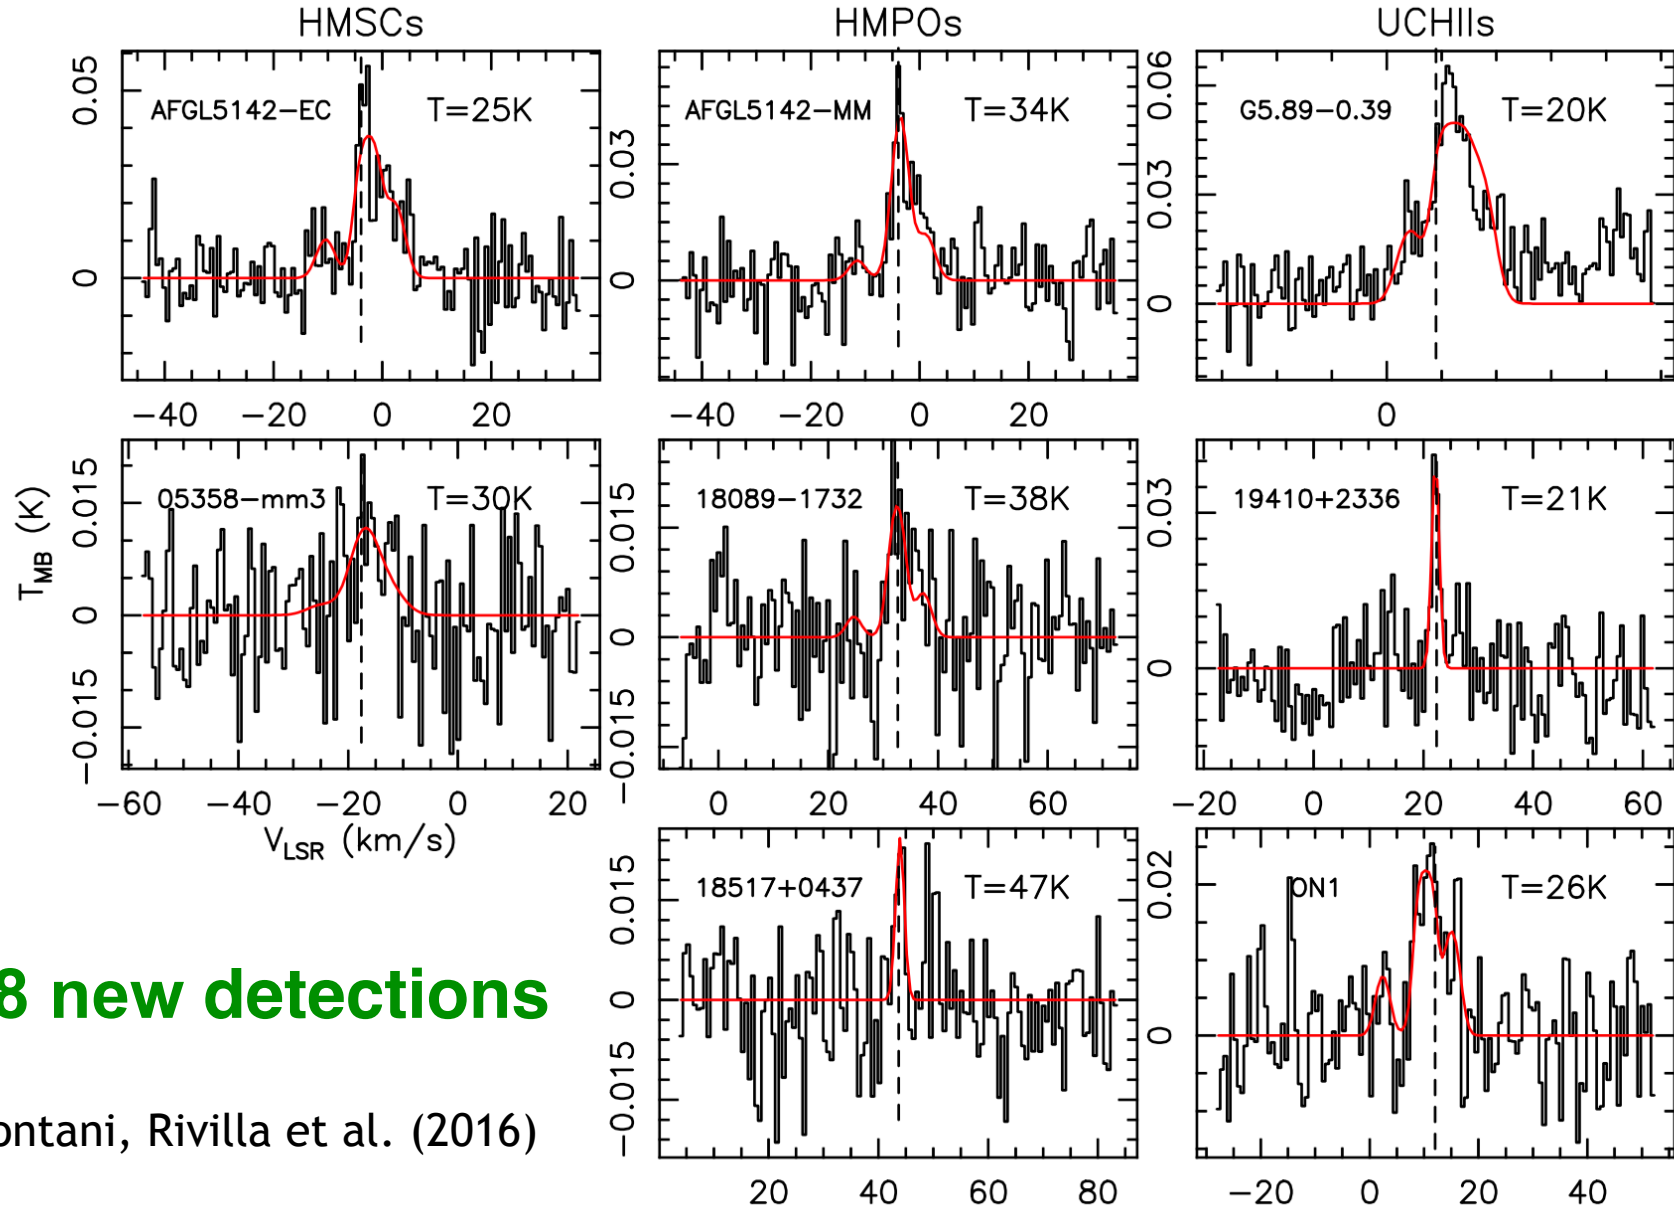 HMSCs HMPOs UCHIIs
AFGL5142−EC T=25K
0.05
0
−40 −20 0 20
AFGL5142−MM T=34K
0.03
0
−40 −20 0 20
G5.89−0.39 T=20K
0.06
0.03
0
0
05358−mm3 T=30K
0.015
0
−0.015
T_MB (K)
−60 −40 −20 0 20
V_LSR (km/s)
18089−1732 T=38K
0.015
0
−0.015
0 20 40 60
19410+2336 T=21K
0.03
0
−20 0 20 40 60
18517+0437 T=47K
0.015
0
−0.015
20 40 60 80
ON1 T=26K
0.02
0
−20 0 20 40
8 new detections
ontani, Rivilla et al. (2016)